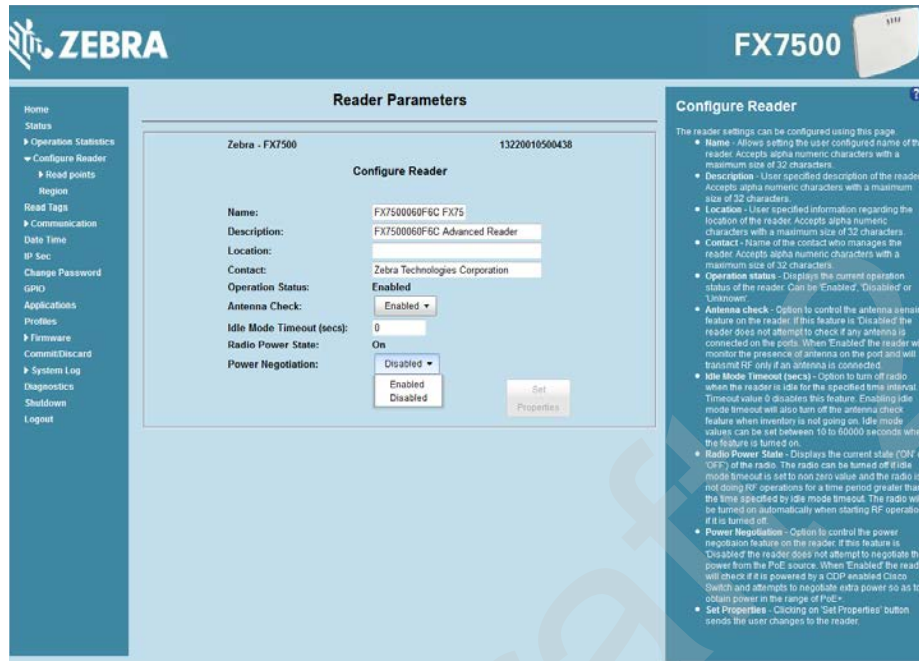 ZEBRA
FX7500
Home
Status
Operation Statistics
Configure Reader
Read points
Region
Read Tags
Communication
Date Time
IP Sec
Change Password
GPIO
Applications
Profiles
Firmware
Commit/Discard
System Log
Diagnostics
Shutdown
Logout
Reader Parameters
Zebra - FX7500 13220010500438
Configure Reader
Name: FX7500060F6C FX75
Description: FX7500060F6C Advanced Reader
Location:
Contact: Zebra Technologies Corporation
Operation Status: Enabled
Antenna Check: Enabled
Idle Mode Timeout (secs): 0
Radio Power State: On
Power Negotiation: Disabled
Enabled
Disabled
Set
Properties
?
Configure Reader
The reader settings can be configured using this page.
Name - Allows setting the user configured name of the
reader. Accepts alpha numeric characters with a
maximum size of 32 characters.
Description - User specified description of the reader
Accepts alpha numeric characters with a maximum
size of 32 characters.
Location - User specified information regarding the
location of the reader. Accepts alpha numeric
characters with a maximum size of 32 characters.
Contact - Name of the contact who manages the
reader. Accepts alpha numeric characters with a
maximum size of 32 characters.
Operation status - Displays the current operation
status of the reader. Can be 'Enabled', 'Disabled' or
'Unknown'.
Antenna check - Option to control the antenna
feature on the reader. If this feature is 'Disabled' the
reader does not attempt to check if any antenna is
connected on the ports. When 'Enabled' the reader
monitor the presence of antenna on the port and will
transmit RF only if an antenna is connected.
Idle Mode Timeout (secs) - Option to turn off radio
when the reader is idle for the specified time interval.
Timeout value 0 disables this feature. Enabling idle
mode timeout will also turn off the antenna check
feature when inventory is not going on. Idle mode
values can be set between 10 to 60000 seconds
the feature is turned on.
Radio Power State - Displays the current state ('ON'
'OFF') of the radio. The radio can be turned off if idle
mode timeout is set to non zero value and the radio is
not doing RF operations for a time period greater than
the time specified by idle mode timeout. The radio
be turned on automatically when starting RF
if it is turned off.
Power Negotiation - Option to control the power
negotiaion feature on the reader. If this feature is
'Disabled' the reader does not attempt to negotiate
power from the PoE source. When 'Enabled' the
will check if it is powered by a CDP enabled Cisco
Switch and attempts to negotiate extra power so as to
obtain power in the range of PoE+.
Set Properties - Clicking on 'Set Properties' button
sends the user changes to the reader.